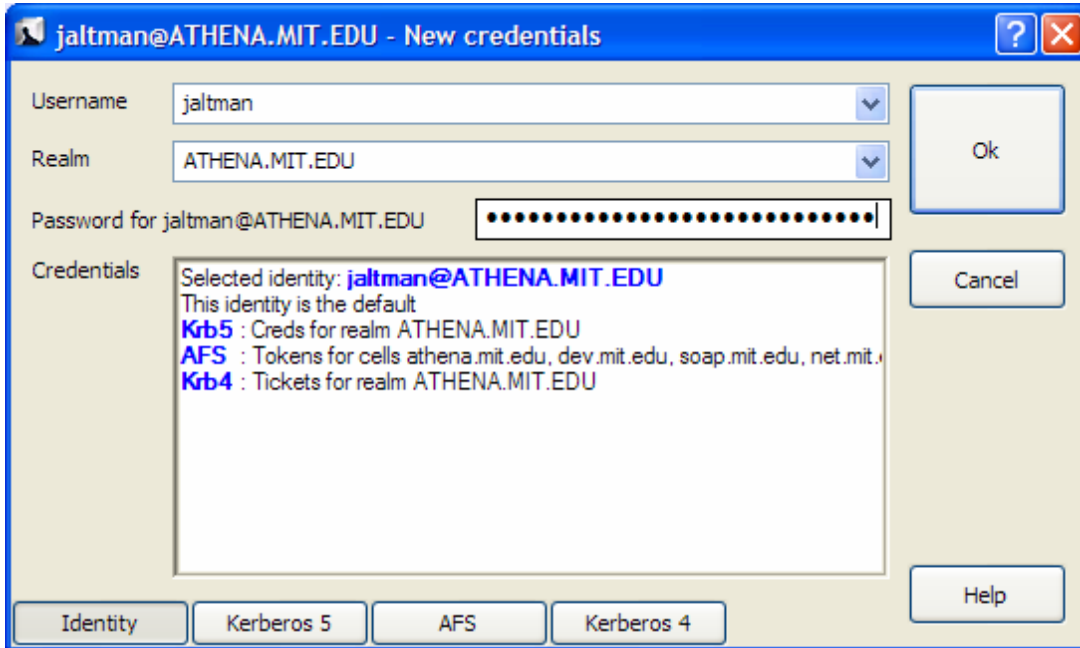 jaltman@ATHENA.MIT.EDU - New credentials
Username
jaltman
Realm
ATHENA.MIT.EDU
Ok
Password for jaltman@ATHENA.MIT.EDU
Credentials
Selected identity: jaltman@ATHENA.MIT.EDU
This identity is the default
Krb5 : Creds for realm ATHENA.MIT.EDU
AFS : Tokens for cells athena.mit.edu, dev.mit.edu, soap.mit.edu, net.mit.
Krb4 : Tickets for realm ATHENA.MIT.EDU
Cancel
Help
Identity
Kerberos 5
AFS
Kerberos 4